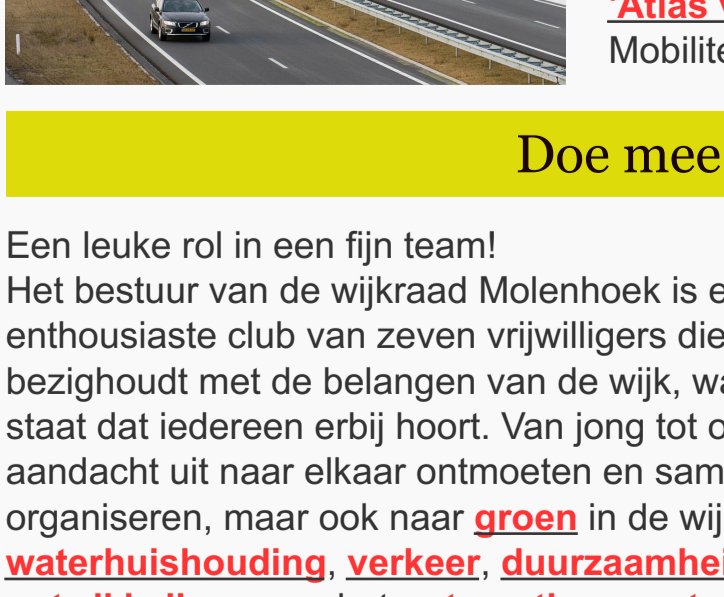 'Atlas
Mobilite
Doe mee
Een leuke rol in een fijn team!
Het bestuur van de wijkraad Molenhoek is e
enthousiaste club van zeven vrijwilligers die
bezighoudt met de belangen van de wijk, wa
staat dat iedereen erbij hoort. Van jong tot o
aandacht uit naar elkaar ontmoeten en sam
organiseren, maar ook naar groen in de wij
waterhuishouding, verkeer, duurzaamhei